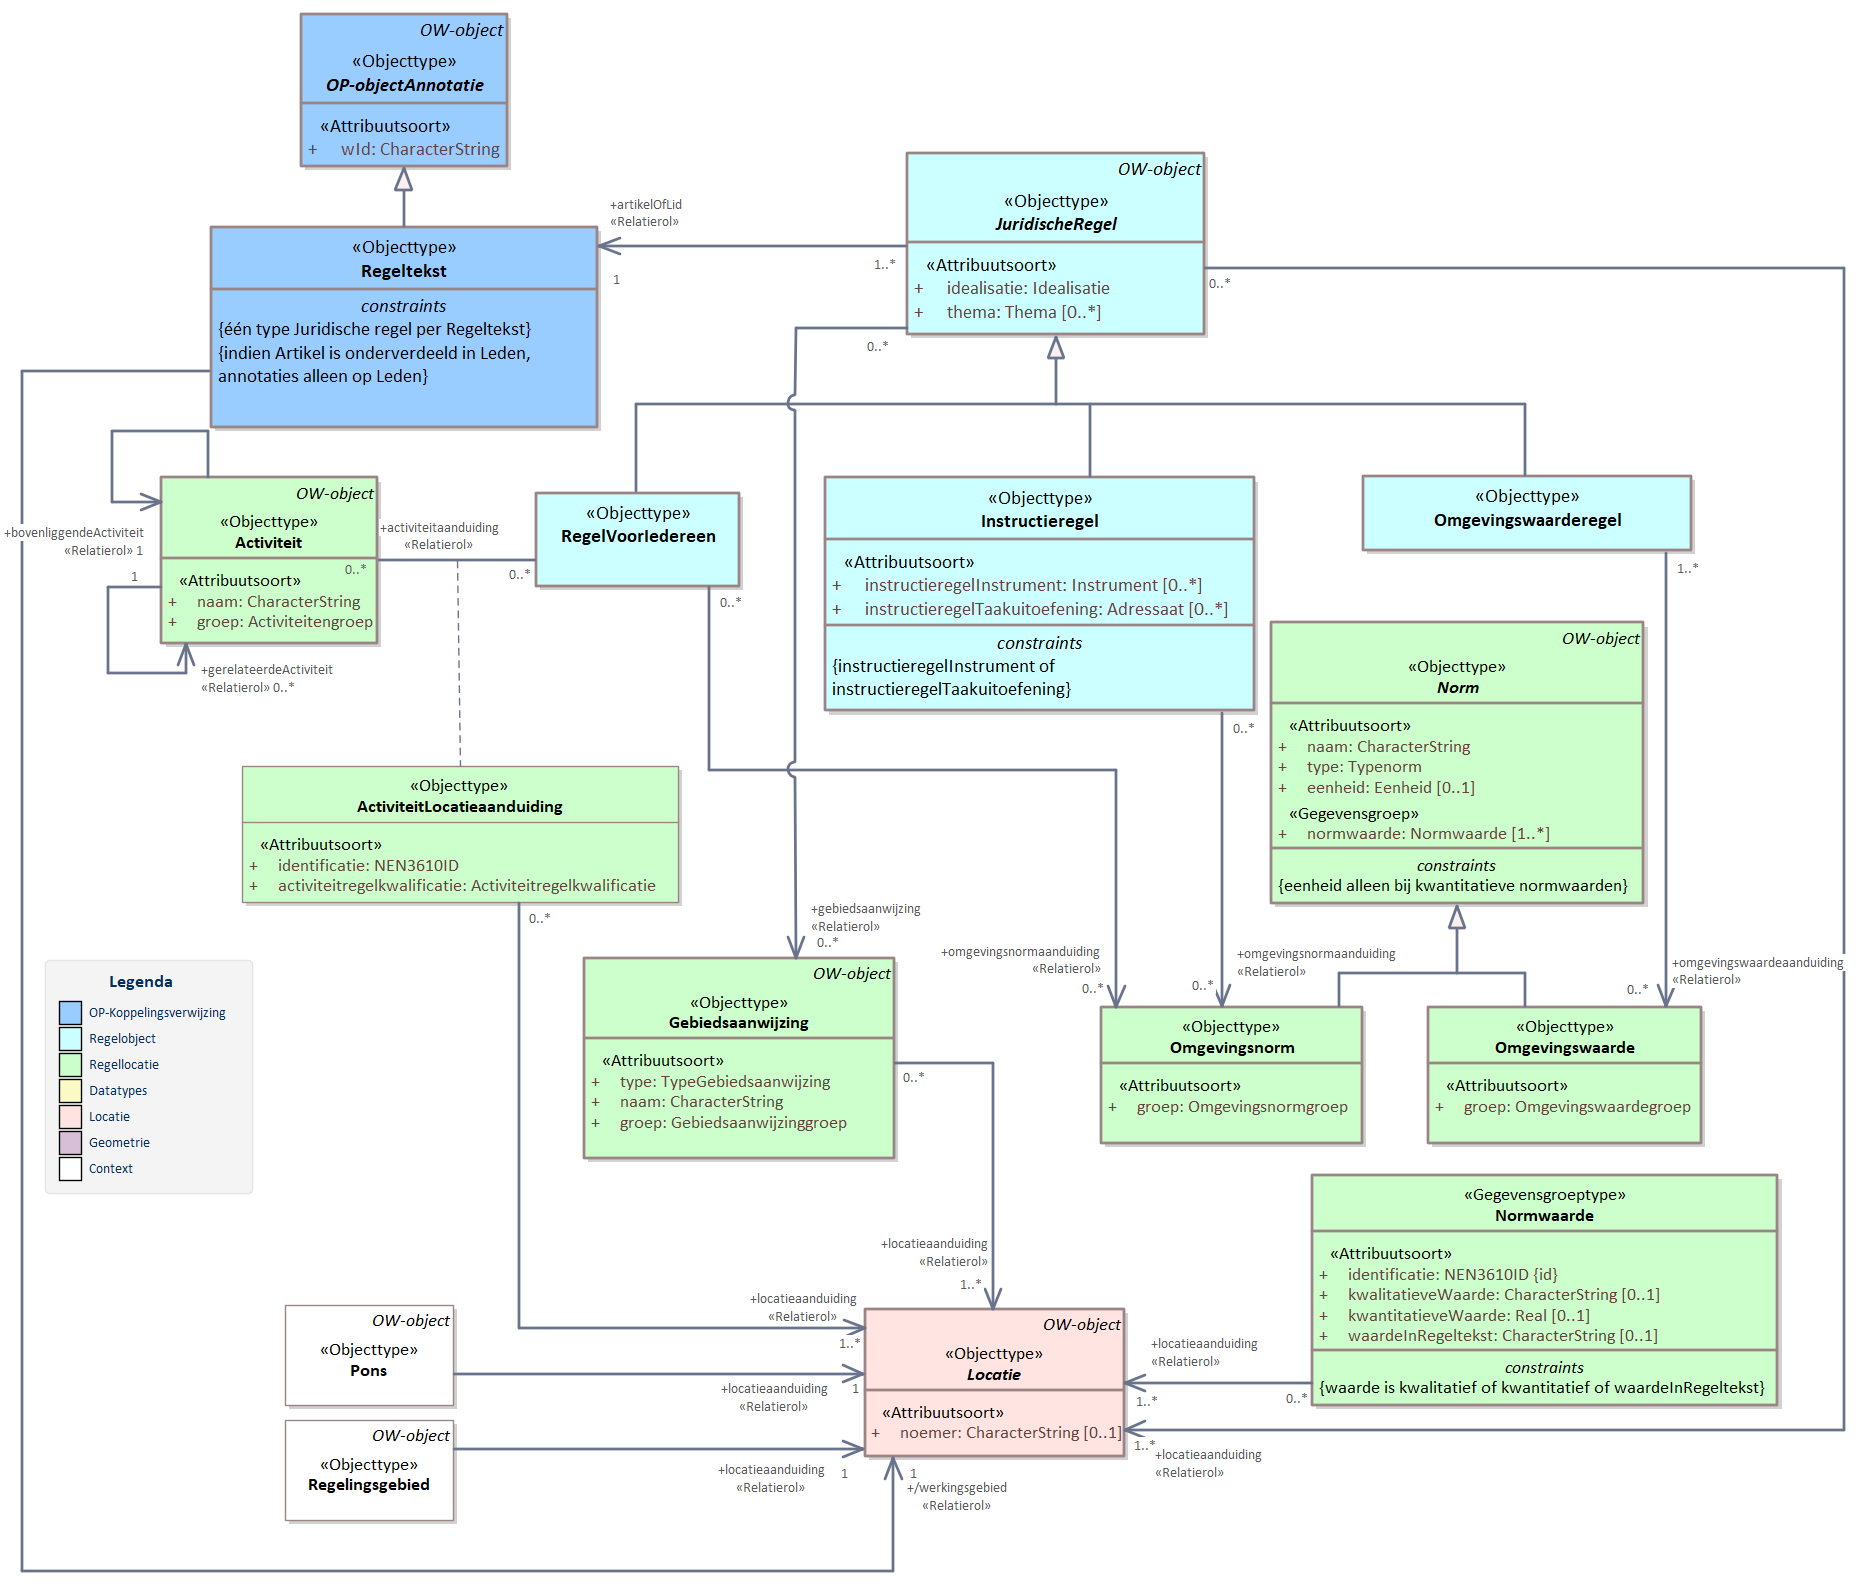 OW-object
«Objecttype»
OP-objectAnnotatie
«Attribuutsoort»
+ wId: CharacterString
OW-object
«Objecttype»
JuridischeRegel
«Attribuutsoort»
+ idealisatie: Idealisatie
+ thema: Thema [0..*]
+artikelOfLid
«Relatierol»
1..*
1
0..*
0..*
«Objecttype»
Regeltekst
constraints
{één type Juridische regel per Regeltekst}
{indien Artikel is onderverdeeld in Leden,
annotaties alleen op Leden}
OW-object
«Objecttype»
Activiteit
«Attribuutsoort»
+ naam: CharacterString
+ groep: Activiteitengroep
+bovenliggendeActiviteit
«Relatierol» 1
1
+gerelateerdeActiviteit
«Relatierol» 0..*
+activiteitaanduiding
«Relatierol»
0..*
0..*
«Objecttype»
RegelVoorIedereen
0..*
«Objecttype»
Instructieregel
«Attribuutsoort»
+ instructieregelInstrument: Instrument [0..*]
+ instructieregelTaakuitoefening: Adressaat [0..*]
constraints
{instructieregelInstrument of
instructieregelTaakuitoefening}
0..*
«Objecttype»
Omgevingswaarderegel
1..*
OW-object
«Objecttype»
Norm
«Attribuutsoort»
+ naam: CharacterString
+ type: Typenorm
+ eenheid: Eenheid [0..1]
«Gegevensgroep»
+ normwaarde: Normwaarde [1..*]
constraints
{eenheid alleen bij kwantitatieve normwaarden}
«Objecttype»
ActiviteitLocatieaanduiding
«Attribuutsoort»
+ identificatie: NEN3610ID
+ activiteitregelkwalificatie: Activiteitregelkwalificatie
0..*
+gebiedsaanwijzing
«Relatierol»
0..*
+omgevingsnormaanduiding
«Relatierol»
0..*
+omgevingsnormaanduiding
«Relatierol»
0..*
+omgevingswaardeaanduiding
«Relatierol»
0..*
Legenda
OP-Koppelingsverwijzing
Regelobject
Regellocatie
Datatypes
Locatie
Geometrie
Context
OW-object
«Objecttype»
Gebiedsaanwijzing
«Attribuutsoort»
+ type: TypeGebiedsaanwijzing
+ naam: CharacterString
+ groep: Gebiedsaanwijzinggroep
0..*
«Objecttype»
Omgevingsnorm
«Attribuutsoort»
+ groep: Omgevingsnormgroep
«Objecttype»
Omgevingswaarde
«Attribuutsoort»
+ groep: Omgevingswaardegroep
«Gegevensgroeptype»
Normwaarde
«Attribuutsoort»
+ identificatie: NEN3610ID {id}
+ kwalitatieveWaarde: CharacterString [0..1]
+ kwantitatieveWaarde: Real [0..1]
+ waardeInRegeltekst: CharacterString [0..1]
constraints
{waarde is kwalitatief of kwantitatief of waardeInRegeltekst}
+locatieaanduiding
«Relatierol»
1..*
+locatieaanduiding
«Relatierol»
1..*
OW-object
«Objecttype»
Pons
+locatieaanduiding
«Relatierol»
1
OW-object
«Objecttype»
Regelingsgebied
+locatieaanduiding
«Relatierol»
1
OW-object
«Objecttype»
Locatie
«Attribuutsoort»
+ noemer: CharacterString [0..1]
+locatieaanduiding
«Relatierol»
1..*
0..*
1..*
+locatieaanduiding
«Relatierol»
1
+/werkingsgebied
«Relatierol»